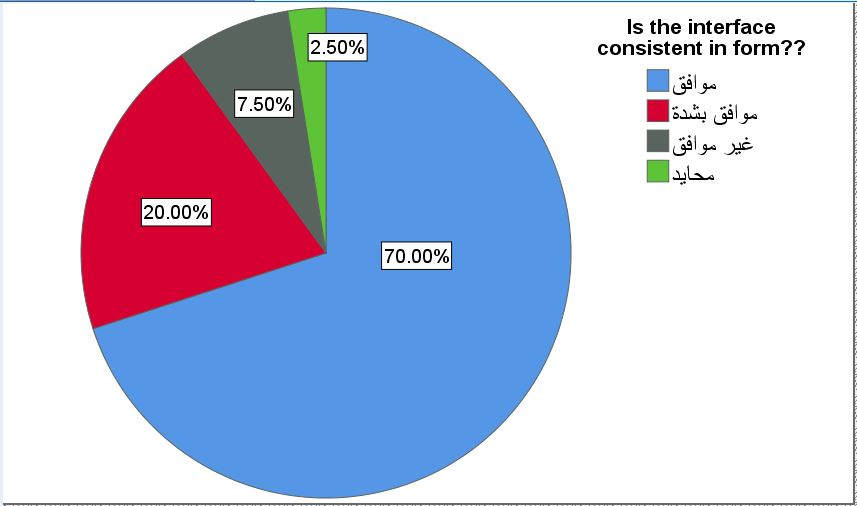 Is the interface
consistent in form??
موافق
موافق بشدة
غير موافق
محايد
2.50%
7.50%
20.00%
70.00%